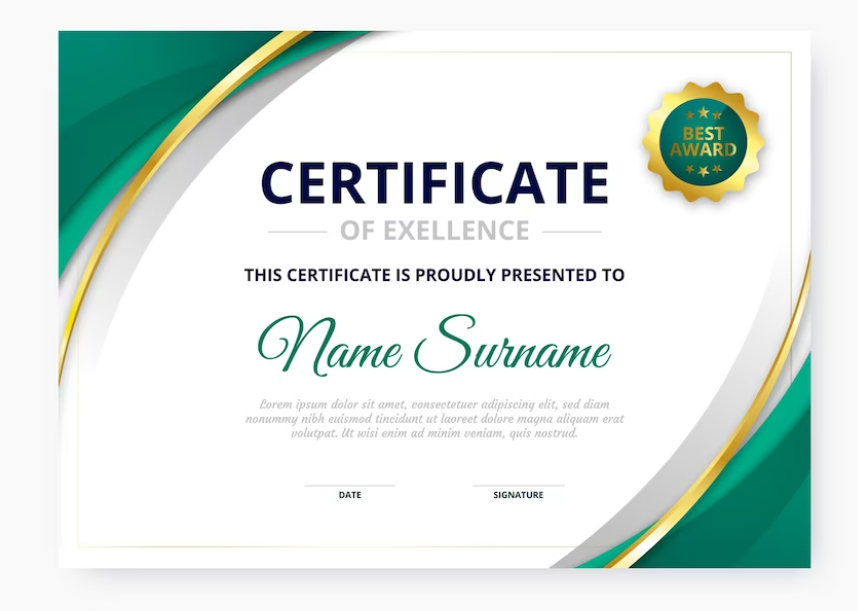 BEST
AWARD
CERTIFICATE
OF EXELLENCE
THIS CERTIFICATE IS PROUDLY PRESENTED TO
Name Surname
Lorem ipsum dolor sit amet, consectetuer adipiscing elit, sed diam
nonummy nibh euismod tincidunt ut laoreet dolore magna aliquam erat
volutpat. Ut wisi enim ad minim veniam, quis nostrud.
DATE
SIGNATURE